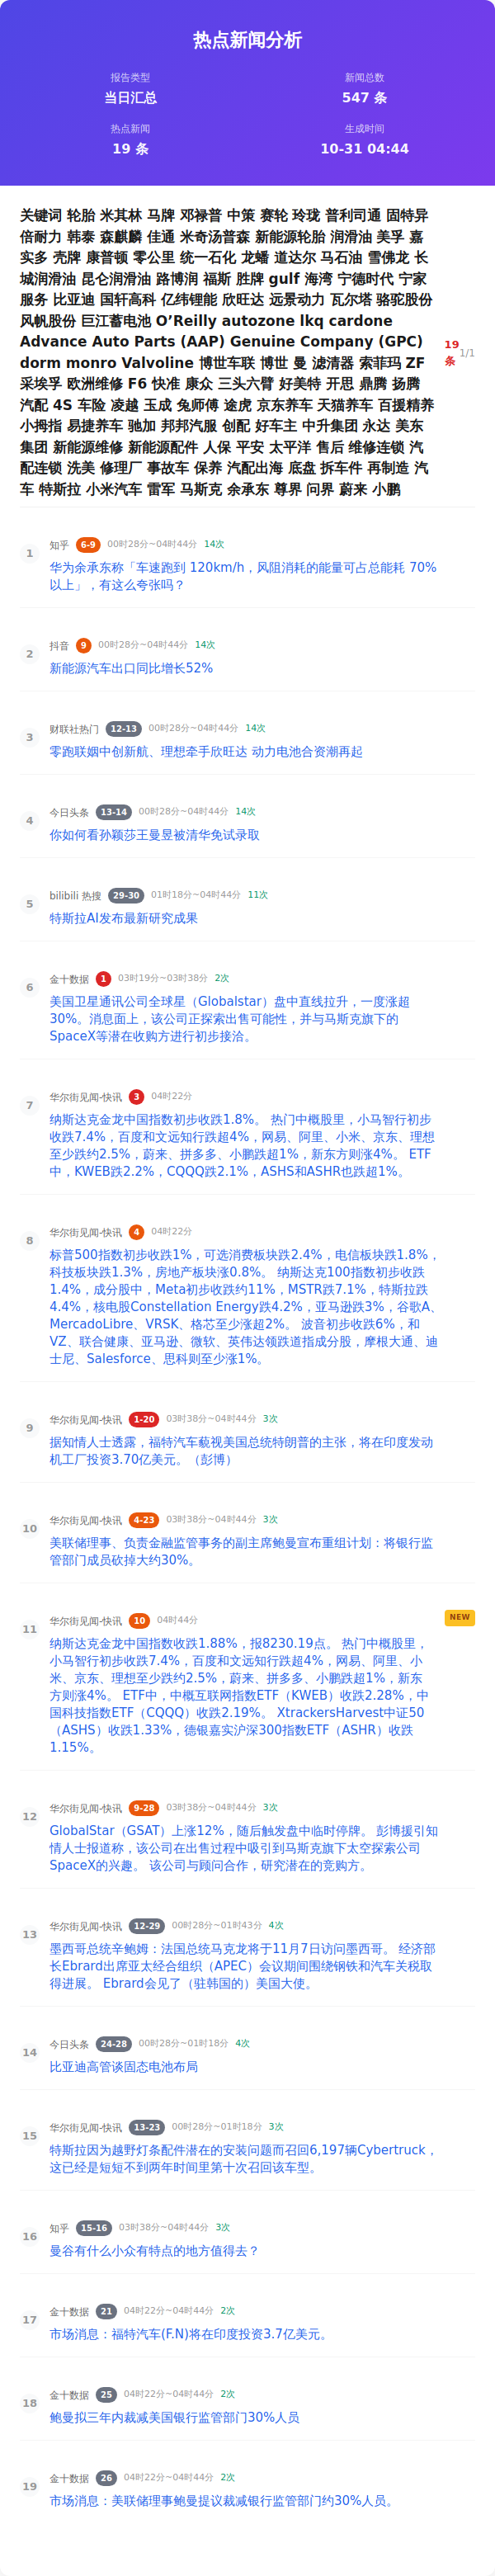 热点新闻分析
报告类型
新闻总数
当日汇总
547 条
热点新闻
生成时间
19 条
10-31 04:44
关键词 轮胎 米其林 马牌 邓禄普 中策 赛轮 玲珑 普利司通 固特异
倍耐力 韩泰 森麒麟 佳通 米奇汤普森 新能源轮胎 润滑油 美孚 嘉
实多 壳牌 康普顿 零公里 统一石化 龙蟠 道达尔 马石油 雪佛龙 长
城润滑油 昆仑润滑油 路博润 福斯 胜牌 gulf 海湾 宁德时代 宁家
服务 比亚迪 国轩高科 亿纬锂能 欣旺达 远景动力 瓦尔塔 骆驼股份
风帆股份 巨江蓄电池 O’Reilly autozone lkq cardone
Advance Auto Parts (AAP) Genuine Company (GPC)
dorm monro Valvoline 博世车联 博世 曼 滤清器 索菲玛 ZF
采埃孚 欧洲维修 F6 快准 康众 三头六臂 好美特 开思 鼎腾 扬腾
汽配 4S 车险 凌越 玉成 兔师傅 途虎 京东养车 天猫养车 百援精养
小拇指 易捷养车 驰加 邦邦汽服 创配 好车主 中升集团 永达 美东
集团 新能源维修 新能源配件 人保 平安 太平洋 售后 维修连锁 汽
配连锁 洗美 修理厂 事故车 保养 汽配出海 底盘 拆车件 再制造 汽
车 特斯拉 小米汽车 雷军 马斯克 余承东 尊界 问界 蔚来 小鹏
19
条
1/1
1
知乎 6-9 00时28分~04时44分 14次
华为余承东称「车速跑到 120km/h，风阻消耗的能量可占总能耗 70%
以上」，有这么夸张吗？
2
抖音 9 00时28分~04时44分 14次
新能源汽车出口同比增长52%
3
财联社热门 12-13 00时28分~04时44分 14次
零跑联姻中创新航、理想牵手欣旺达 动力电池合资潮再起
4
今日头条 13-14 00时28分~04时44分 14次
你如何看孙颖莎王曼昱被清华免试录取
5
bilibili 热搜 29-30 01时18分~04时44分 11次
特斯拉AI发布最新研究成果
6
金十数据 1 03时19分~03时38分 2次
美国卫星通讯公司全球星（Globalstar）盘中直线拉升，一度涨超
30%。消息面上，该公司正探索出售可能性，并与马斯克旗下的
SpaceX等潜在收购方进行初步接洽。
7
华尔街见闻-快讯 3 04时22分
纳斯达克金龙中国指数初步收跌1.8%。 热门中概股里，小马智行初步
收跌7.4%，百度和文远知行跌超4%，网易、阿里、小米、京东、理想
至少跌约2.5%，蔚来、拼多多、小鹏跌超1%，新东方则涨4%。 ETF
中，KWEB跌2.2%，CQQQ跌2.1%，ASHS和ASHR也跌超1%。
8
华尔街见闻-快讯 4 04时22分
标普500指数初步收跌1%，可选消费板块跌2.4%，电信板块跌1.8%，
科技板块跌1.3%，房地产板块涨0.8%。 纳斯达克100指数初步收跌
1.4%，成分股中，Meta初步收跌约11%，MSTR跌7.1%，特斯拉跌
4.4%，核电股Constellation Energy跌4.2%，亚马逊跌3%，谷歌A、
MercadoLibre、VRSK、格芯至少涨超2%。 波音初步收跌6%，和
VZ、联合健康、亚马逊、微软、英伟达领跌道指成分股，摩根大通、迪
士尼、Salesforce、思科则至少涨1%。
9
华尔街见闻-快讯 1-20 03时38分~04时44分 3次
据知情人士透露，福特汽车藐视美国总统特朗普的主张，将在印度发动
机工厂投资3.70亿美元。（彭博）
10
华尔街见闻-快讯 4-23 03时38分~04时44分 3次
美联储理事、负责金融监管事务的副主席鲍曼宣布重组计划：将银行监
管部门成员砍掉大约30%。
11
华尔街见闻-快讯 10 04时44分
NEW
纳斯达克金龙中国指数收跌1.88%，报8230.19点。 热门中概股里，
小马智行初步收跌7.4%，百度和文远知行跌超4%，网易、阿里、小
米、京东、理想至少跌约2.5%，蔚来、拼多多、小鹏跌超1%，新东
方则涨4%。 ETF中，中概互联网指数ETF（KWEB）收跌2.28%，中
国科技指数ETF（CQQQ）收跌2.19%。 XtrackersHarvest中证50
（ASHS）收跌1.33%，德银嘉实沪深300指数ETF（ASHR）收跌
1.15%。
12
华尔街见闻-快讯 9-28 03时38分~04时44分 3次
GlobalStar（GSAT）上涨12%，随后触发盘中临时停牌。 彭博援引知
情人士报道称，该公司在出售过程中吸引到马斯克旗下太空探索公司
SpaceX的兴趣。 该公司与顾问合作，研究潜在的竞购方。
13
华尔街见闻-快讯 12-29 00时28分~01时43分 4次
墨西哥总统辛鲍姆：法国总统马克龙将于11月7日访问墨西哥。 经济部
长Ebrard出席亚太经合组织（APEC）会议期间围绕钢铁和汽车关税取
得进展。 Ebrard会见了（驻韩国的）美国大使。
14
今日头条 24-28 00时28分~01时18分 4次
比亚迪高管谈固态电池布局
15
华尔街见闻-快讯 13-23 00时28分~01时18分 3次
特斯拉因为越野灯条配件潜在的安装问题而召回6,197辆Cybertruck，
这已经是短短不到两年时间里第十次召回该车型。
16
知乎 15-16 03时38分~04时44分 3次
曼谷有什么小众有特点的地方值得去？
17
金十数据 21 04时22分~04时44分 2次
市场消息：福特汽车(F.N)将在印度投资3.7亿美元。
18
金十数据 25 04时22分~04时44分 2次
鲍曼拟三年内裁减美国银行监管部门30%人员
19
金十数据 26 04时22分~04时44分 2次
市场消息：美联储理事鲍曼提议裁减银行监管部门约30%人员。